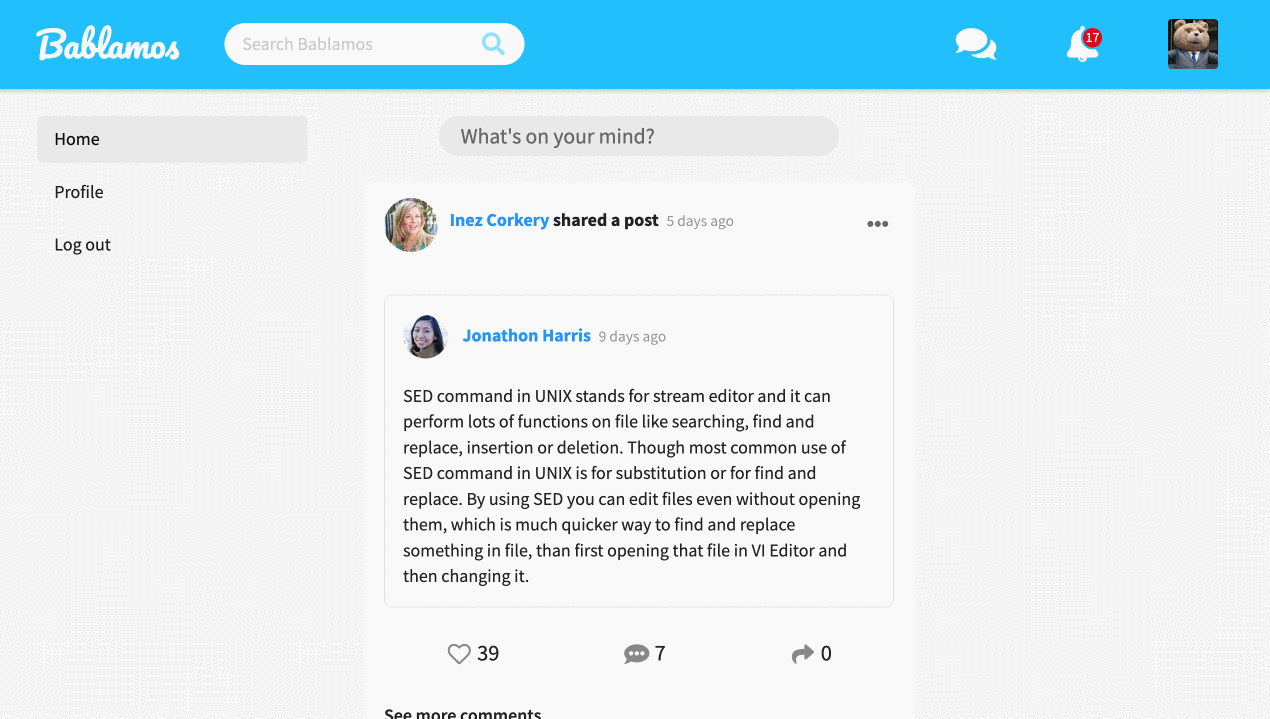 Bablamos
Search Bablamos
17
Home
Profile
Log out
What's on your mind?
Inez Corkery shared a post 5 days ago
Jonathon Harris 9 days ago
SED command in UNIX stands for stream editor and it can
perform lots of functions on file like searching, find and
replace, insertion or deletion. Though most common use of
SED command in UNIX is for substitution or for find and
replace. By using SED you can edit files even without opening
them, which is much quicker way to find and replace
something in file, than first opening that file in VI Editor and
then changing it.
39
7
0
See more comments